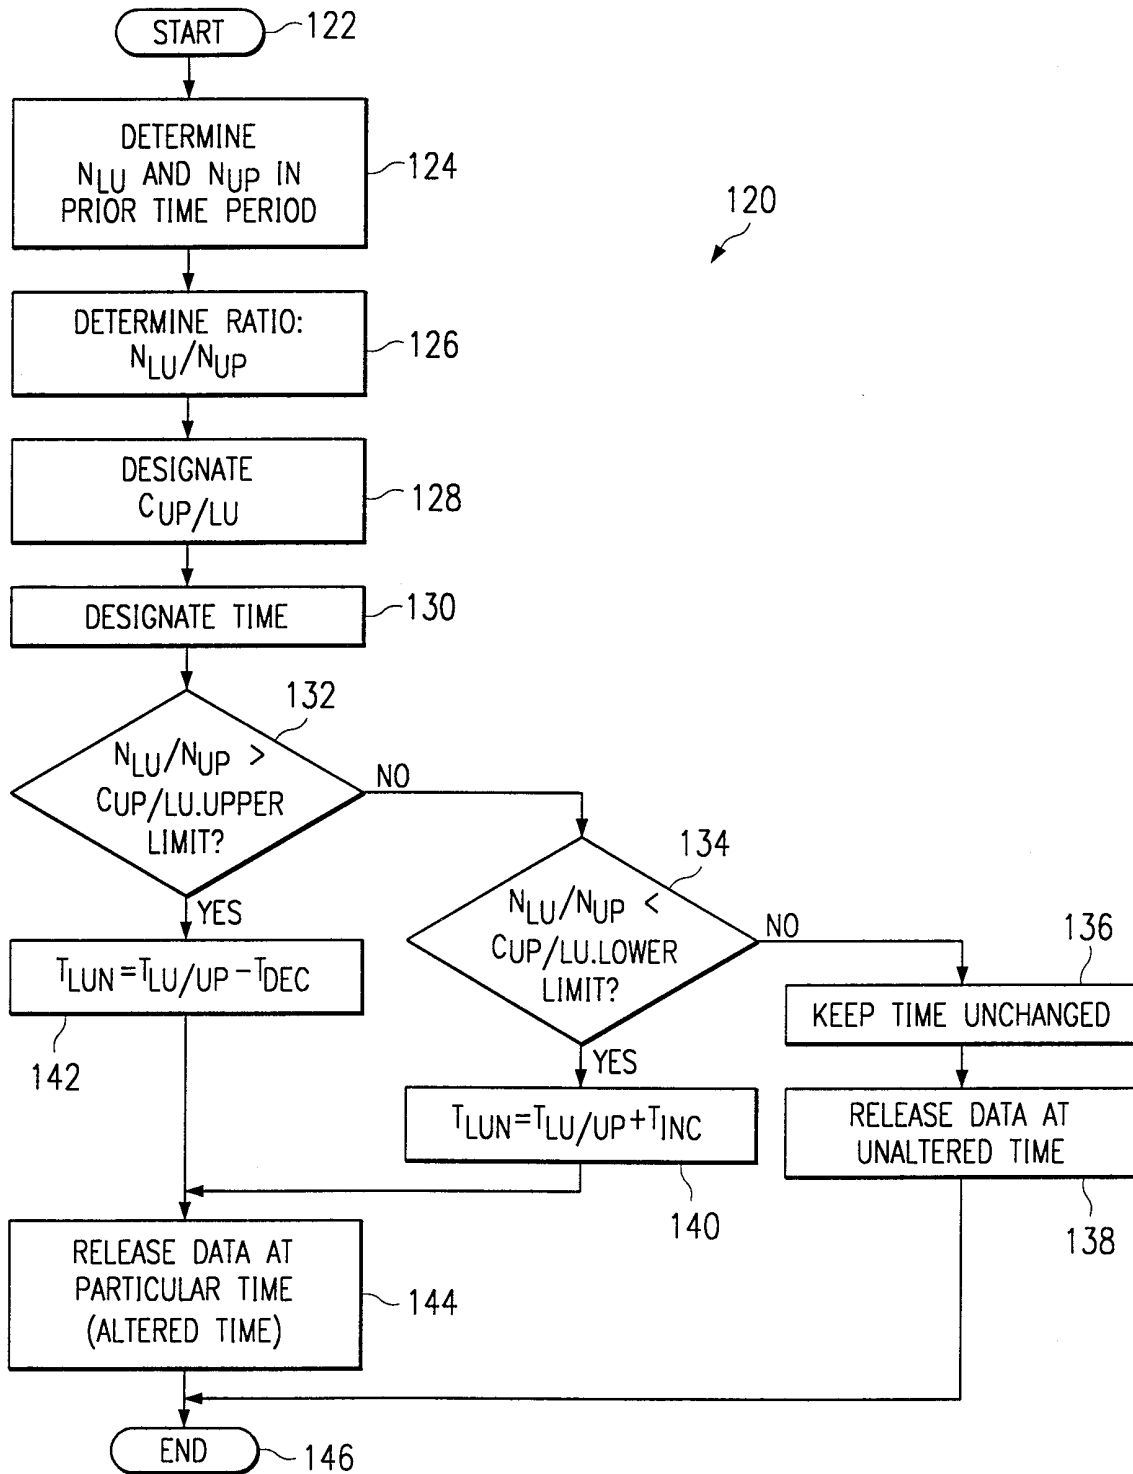 START
122
DETERMINE
NLU AND NUP IN
PRIOR TIME PERIOD
124
120
DETERMINE RATIO:
NLU/NUP
126
DESIGNATE
CUP/LU
128
DESIGNATE TIME
130
132
NLU/NUP >
CUP/LU.UPPER
LIMIT?
NO
YES
134
NLU/NUP <
CUP/LU.LOWER
LIMIT?
NO
YES
136
KEEP TIME UNCHANGED
TLUN=TLU/UP-TDEC
142
TLUN=TLU/UP+TINC
140
RELEASE DATA AT
UNALTERED TIME
138
RELEASE DATA AT
PARTICULAR TIME
(ALTERED TIME)
144
END
146